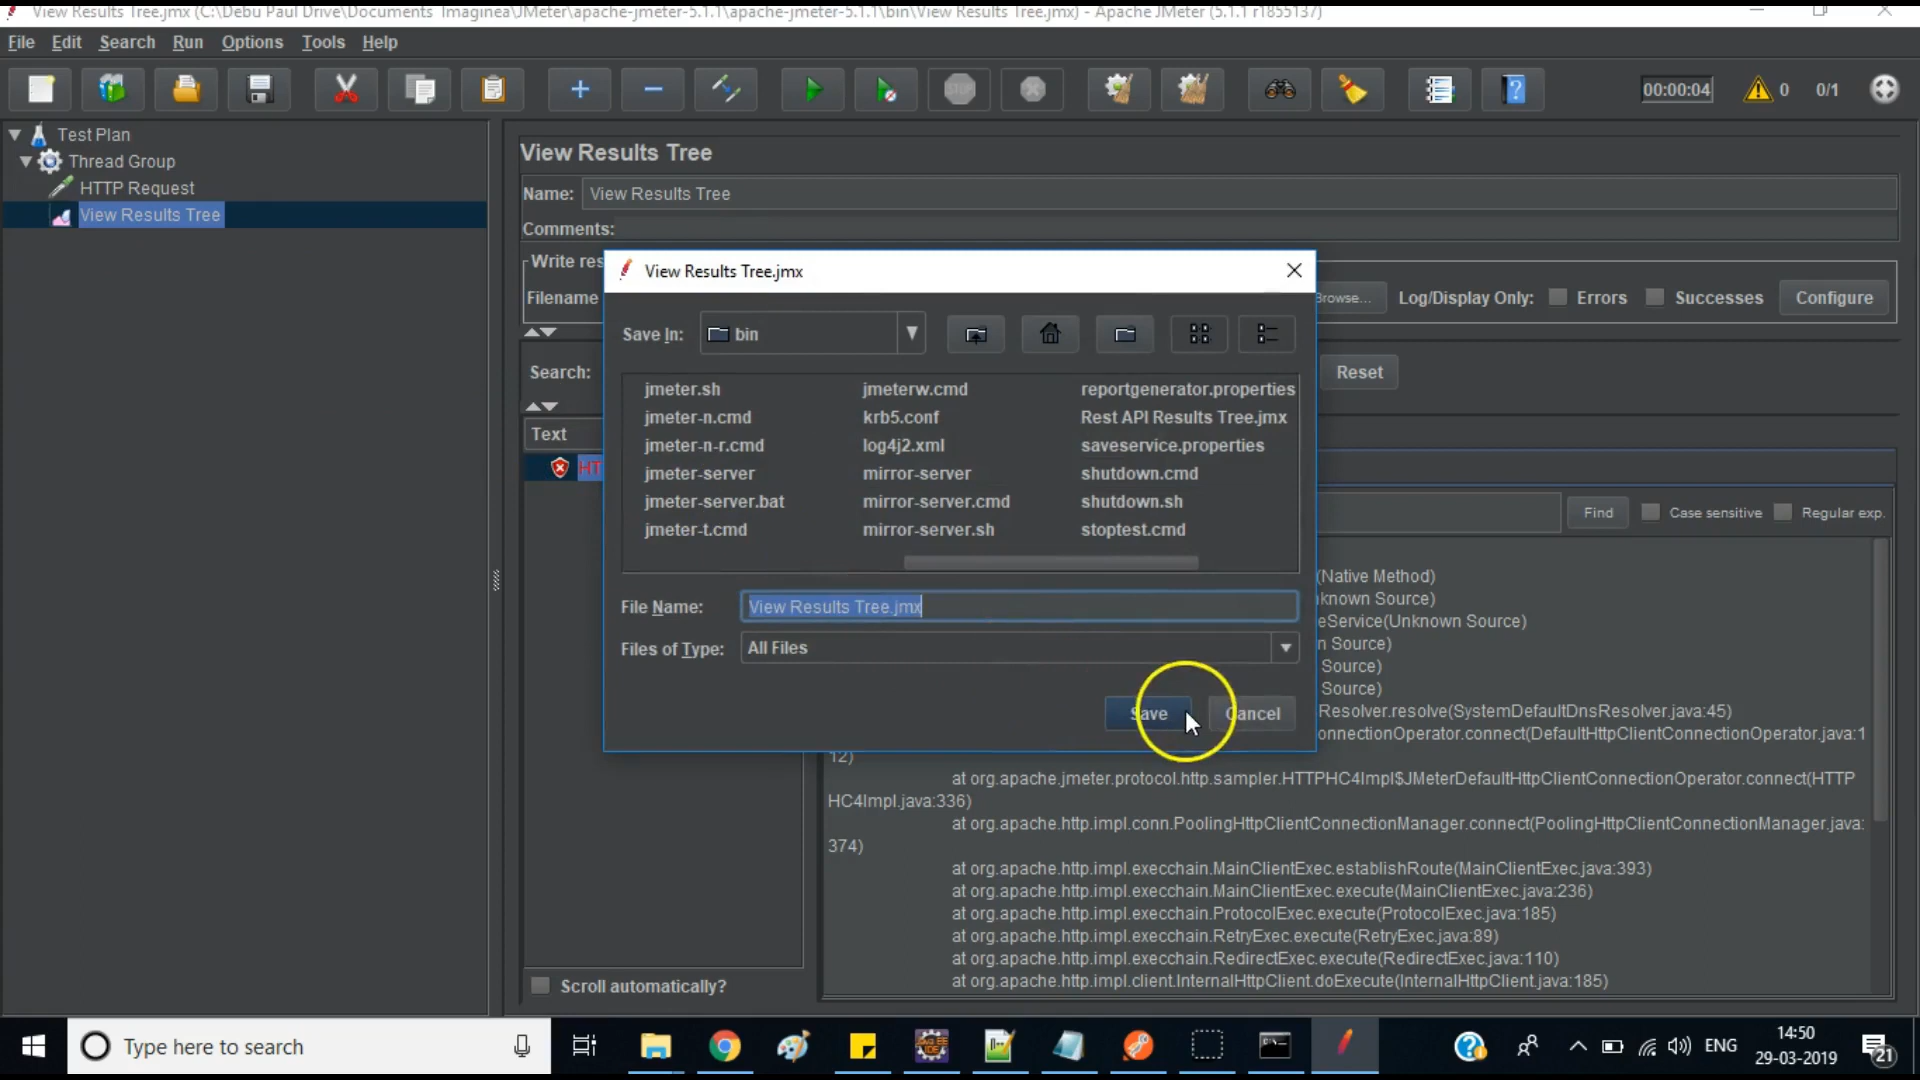 View Results Tree.jmx (C:\Debu Paul Drive\Documents Imaginea\JMeter\apache-jmeter-5.1.1\apache-jmeter-5.1.1\bin\View Results Tree.jmx) - Apache JMeter (5.1.1 r1855137)
File Edit Search Run Options Tools Help
STOP 00:00:04 0 0/1
Test Plan
Thread Group
HTTP Request
View Results Tree
View Results Tree
Name: View Results Tree
Comments:
Write res
Filename Browse... Log/Display Only: Errors Successes Configure
Search: Reset
Text
HT
View Results Tree.jmx
Save In: bin
jmeter.sh jmeterw.cmd reportgenerator.properties
jmeter-n.cmd krb5.conf Rest API Results Tree.jmx
jmeter-n-r.cmd log4j2.xml saveservice.properties
jmeter-server mirror-server shutdown.cmd
jmeter-server.bat mirror-server.cmd shutdown.sh
jmeter-t.cmd mirror-server.sh stoptest.cmd
File Name: View Results Tree.jmx
Files of Type: All Files
Save Cancel
Find Case sensitive Regular exp.
(Native Method)
known Source)
eService(Unknown Source)
n Source)
Source)
Source)
Resolver.resolve(SystemDefaultDnsResolver.java:45)
onnectionOperator.connect(DefaultHttpClientConnectionOperator.java:1
12)
at org.apache.jmeter.protocol.http.sampler.HTTPHC4Impl$JMeterDefaultHttpClientConnectionOperator.connect(HTTP
HC4Impl.java:336)
at org.apache.http.impl.conn.PoolingHttpClientConnectionManager.connect(PoolingHttpClientConnectionManager.java:
374)
at org.apache.http.impl.execchain.MainClientExec.establishRoute(MainClientExec.java:393)
at org.apache.http.impl.execchain.MainClientExec.execute(MainClientExec.java:236)
at org.apache.http.impl.execchain.ProtocolExec.execute(ProtocolExec.java:185)
at org.apache.http.impl.execchain.RetryExec.execute(RetryExec.java:89)
at org.apache.http.impl.execchain.RedirectExec.execute(RedirectExec.java:110)
at org.apache.http.impl.client.InternalHttpClient.doExecute(InternalHttpClient.java:185)
Scroll automatically?
Type here to search
ENG
14:50
29-03-2019
21